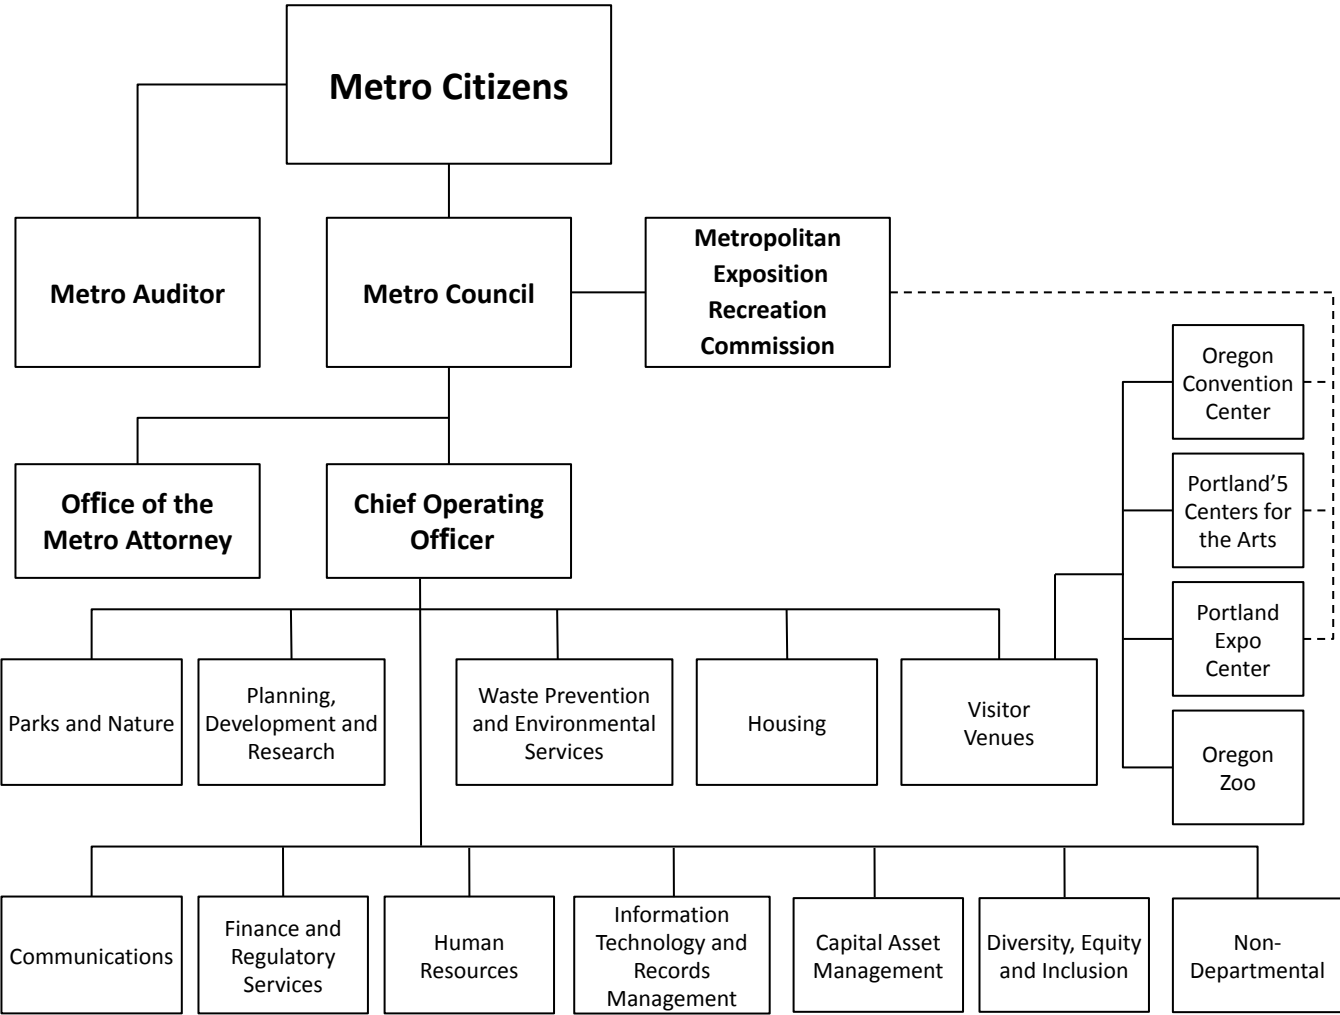 Metro Citizens
Metro Auditor
Metro Council
Metropolitan
Exposition
Recreation
Commission
Oregon
Convention
Center
Office of the
Metro Attorney
Chief Operating
Officer
Portland’5
Centers for
the Arts
Portland
Expo
Center
Parks and Nature
Planning,
Development and
Research
Waste Prevention
and Environmental
Services
Housing
Visitor
Venues
Oregon
Zoo
Communications
Finance and
Regulatory
Services
Human
Resources
Information
Technology and
Records
Management
Capital Asset
Management
Diversity, Equity
and Inclusion
Non-
Departmental